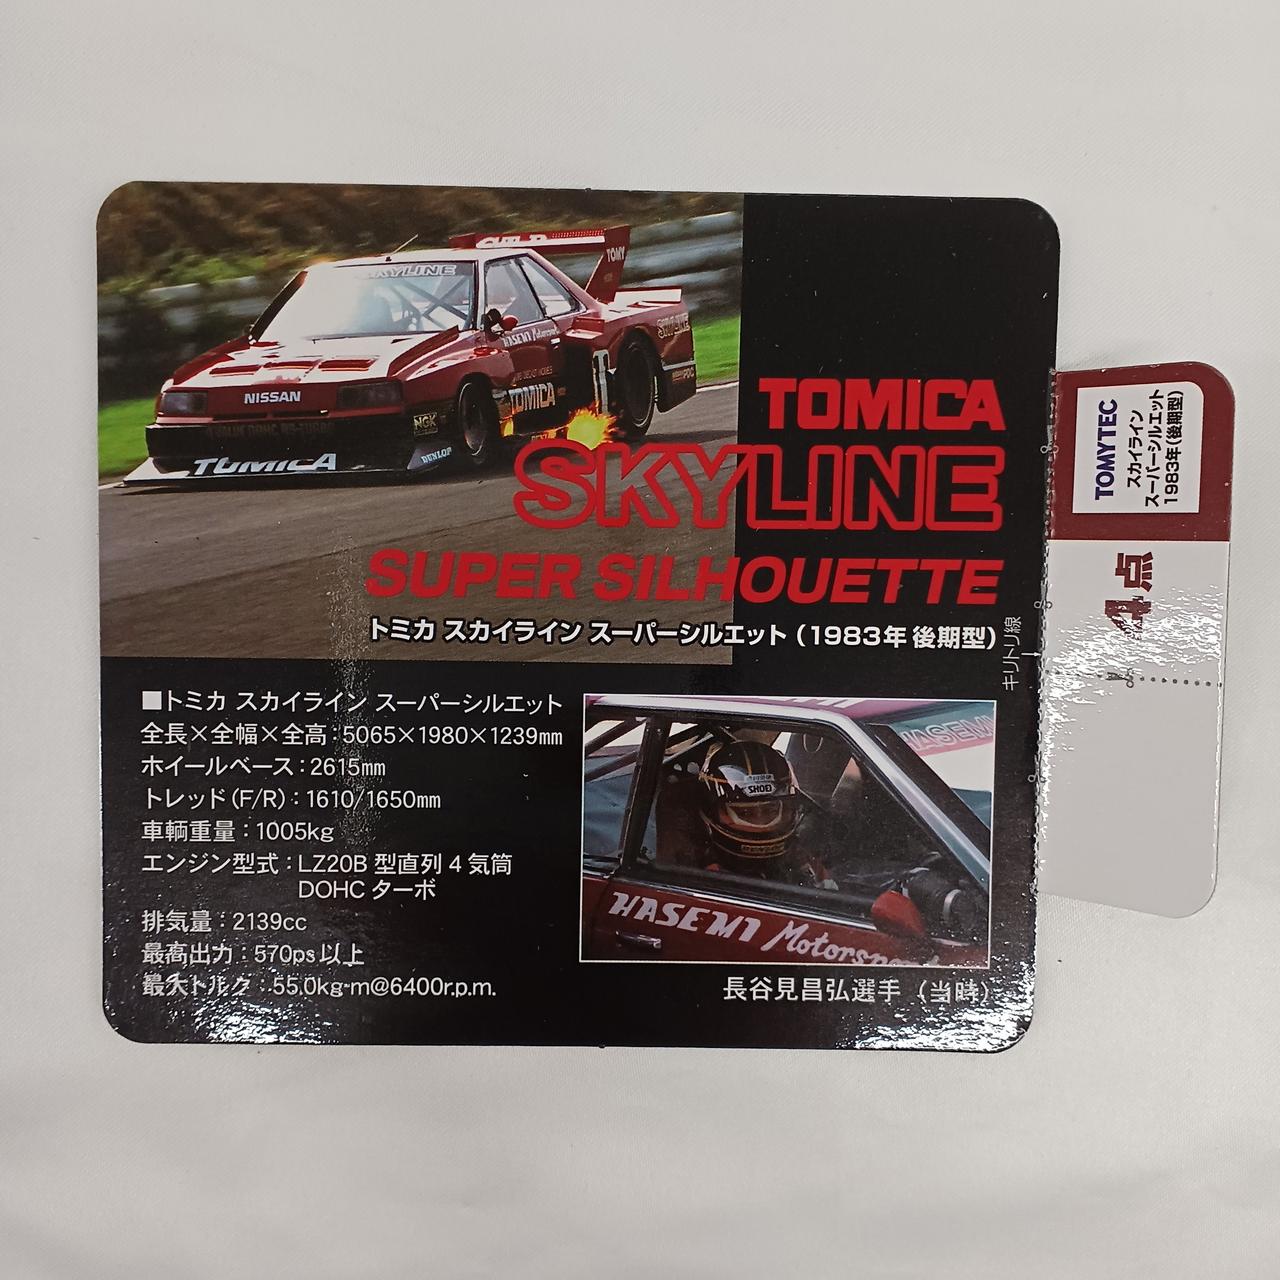 TOMY
SKYLINE
HASEMI Motorsport
NISSAN
TOMICA
NGK
DUNLOP
TOMICA
TOMICA
SKYLINE
SUPER SILHOUETTE
トミカ スカイライン スーパーシルエット (1983年 後期型)
キリトリ線
TOMYTEC
スカイライン
スーパーシルエット
1983年(後期型)
4点
■トミカ スカイライン スーパーシルエット
全長×全幅×全高:5065×1980×1239mm
ホイールベース:2615mm
トレッド(F/R):1610/1650mm
車輌重量:1005kg
エンジン型式:LZ20B 型直列 4 気筒
DOHC ターボ
排気量:2139cc
最高出力:570ps以上
最大トルク:55.0kg-m@6400r.p.m.
SHOEI
HASEMI Motorsport
長谷見昌弘選手 (当時)